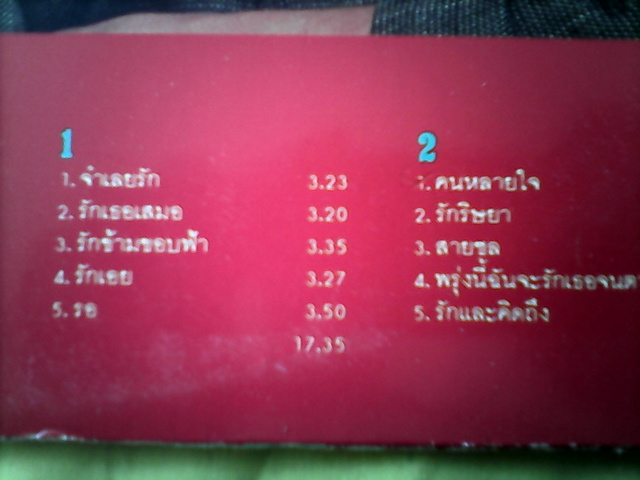 1
1. จำเลยรัก 3.23
2. รักเธอเสมอ 3.20
3. รักข้ามขอบฟ้า 3.35
4. รักเอย 3.27
5. รอ 3.50
17.35
2
1. คนหลายใจ
2. รักริษยา
3. สายชล
4. พรุ่งนี้ฉันจะรักเธอจน
5. รักและคิดถึง